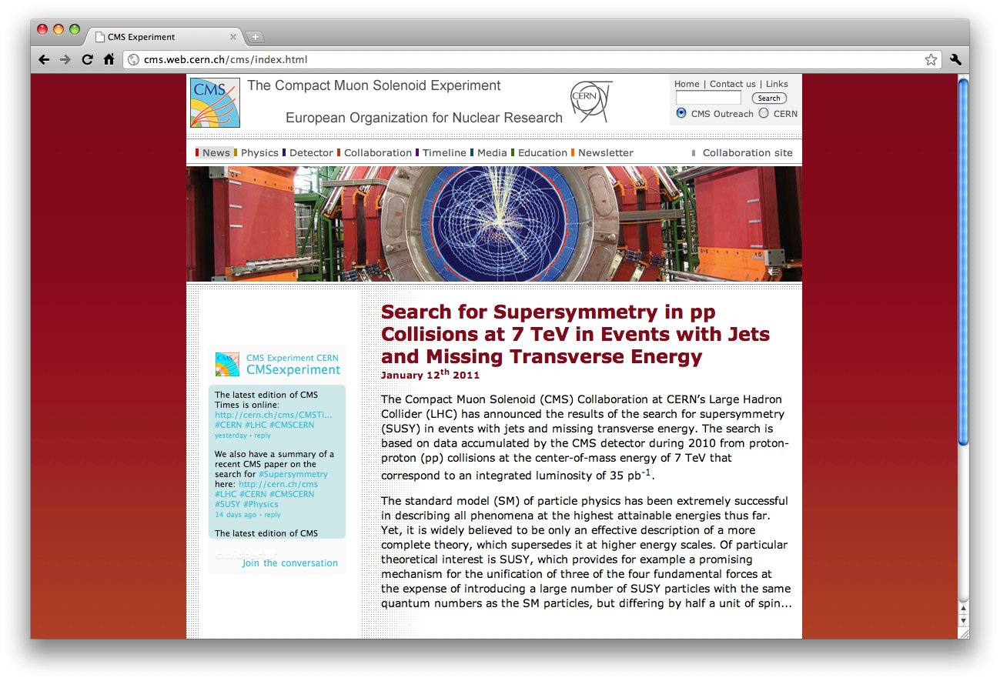 CMS Experiment
cms.web.cern.ch/cms/index.html
CMS
The Compact Muon Solenoid Experiment
European Organization for Nuclear Research
CERN
Home | Contact us | Links
Search
CMS Outreach CERN
News Physics Detector Collaboration Timeline Media Education Newsletter Collaboration site
CMS
CMS Experiment CERN
CMSexperiment
The latest edition of CMS
Times is online:
http://cern.ch/cms/CMSTi...
#CERN #LHC #CMSCERN
yesterday · reply
We also have a summary of a
recent CMS paper on the
search for #Supersymmetry
here: http://cern.ch/cms
#LHC #CERN #CMSCERN
#SUSY #Physics
14 days ago · reply
The latest edition of CMS
twitter
Join the conversation
Search for Supersymmetry in pp
Collisions at 7 TeV in Events with Jets
and Missing Transverse Energy
January 12th 2011
The Compact Muon Solenoid (CMS) Collaboration at CERN’s Large Hadron
Collider (LHC) has announced the results of the search for supersymmetry
(SUSY) in events with jets and missing transverse energy. The search is
based on data accumulated by the CMS detector during 2010 from proton-
proton (pp) collisions at the center-of-mass energy of 7 TeV that
correspond to an integrated luminosity of 35 pb-1.
The standard model (SM) of particle physics has been extremely successful
in describing all phenomena at the highest attainable energies thus far.
Yet, it is widely believed to be only an effective description of a more
complete theory, which supersedes it at higher energy scales. Of particular
theoretical interest is SUSY, which provides for example a promising
mechanism for the unification of three of the four fundamental forces at
the expense of introducing a large number of SUSY particles with the same
quantum numbers as the SM particles, but differing by half a unit of spin...